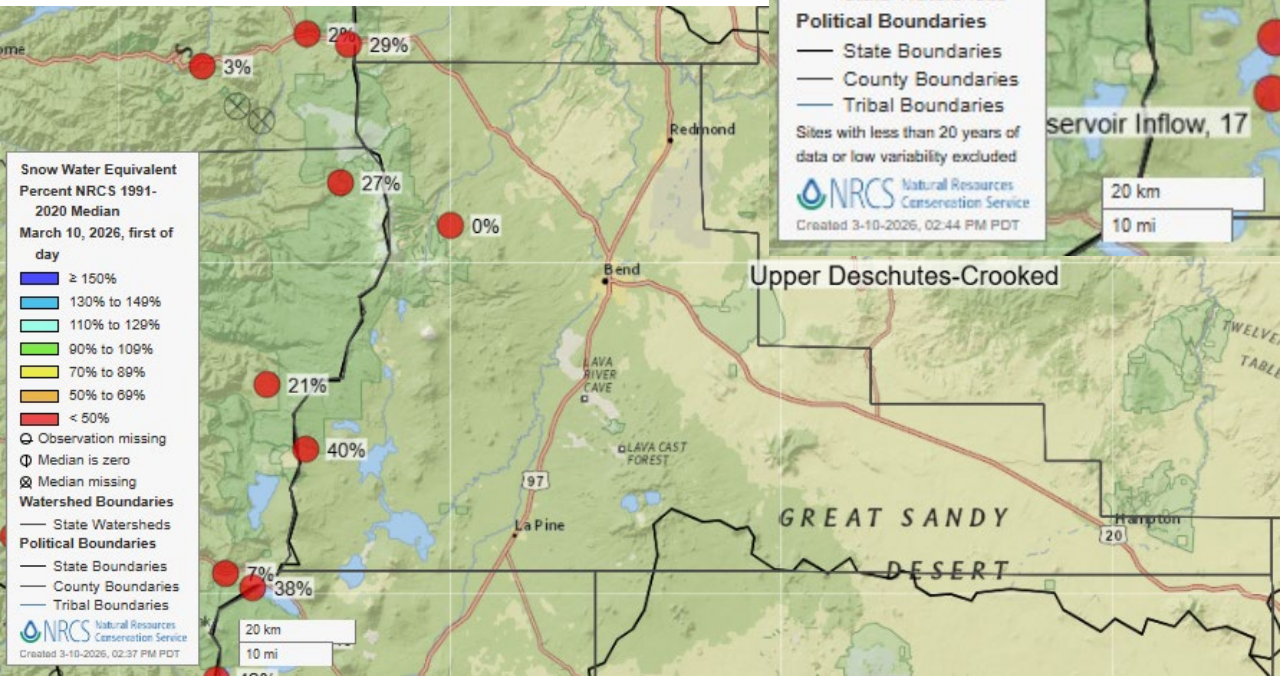 ome
2%
29%
3%
Redmond
27%
0%
Bend
Upper Deschutes-Crooked
LAVA
RIVER
CAVE
21%
40%
LAVA CAST
FOREST
97
La Pine
GREAT SANDY
DESERT
Hampton
20
TWELVE
TABLE
7%
38%
20 km
10 mi
Snow Water Equivalent
Percent NRCS 1991-
2020 Median
March 10, 2026, first of
day
≥ 150%
130% to 149%
110% to 129%
90% to 109%
70% to 89%
50% to 69%
< 50%
Observation missing
Median is zero
Median missing
Watershed Boundaries
State Watersheds
Political Boundaries
State Boundaries
County Boundaries
Tribal Boundaries
NRCS Natural Resources
Conservation Service
Created 3-10-2026, 02:37 PM PDT
Political Boundaries
State Boundaries
County Boundaries
Tribal Boundaries
Sites with less than 20 years of
data or low variability excluded
NRCS Natural Resources
Conservation Service
Created 3-10-2026, 02:44 PM PDT
servoir Inflow, 17
20 km
10 mi